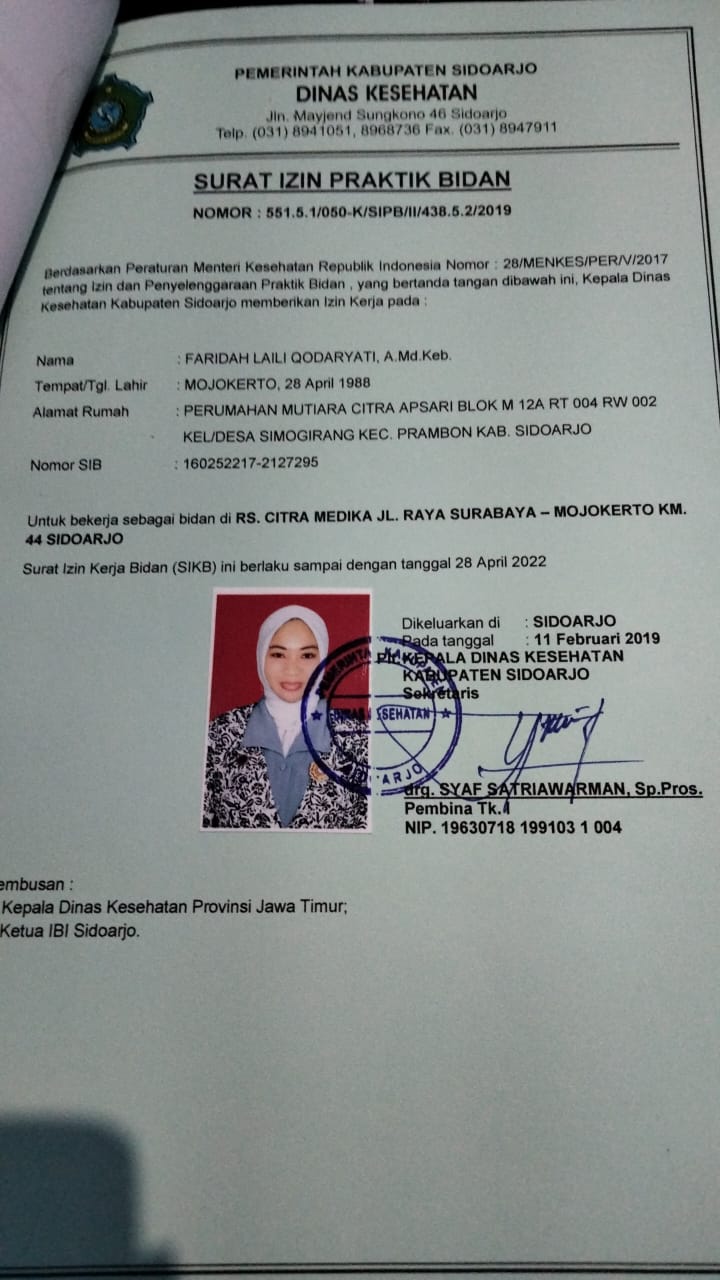 PEMERINTAH KABUPATEN SIDOARJO
DINAS KESEHATAN
Jln. Mayjend Sungkono 46 Sidoarjo
Telp. (031) 8941051, 8968736 Fax. (031) 8947911
SURAT IZIN PRAKTIK BIDAN
NOMOR : 551.5.1/050-K/SIPB/II/438.5.2/2019
Berdasarkan Peraturan Menteri Kesehatan Republik Indonesia Nomor : 28/MENKES/PER/V/2017
tentang Izin dan Penyelenggaraan Praktik Bidan , yang bertanda tangan dibawah ini, Kepala Dinas
Kesehatan Kabupaten Sidoarjo memberikan Izin Kerja pada :
Nama : FARIDAH LAILI QODARYATI, A.Md.Keb.
Tempat/Tgl. Lahir : MOJOKERTO, 28 April 1988
Alamat Rumah : PERUMAHAN MUTIARA CITRA APSARI BLOK M 12A RT 004 RW 002
KEL/DESA SIMOGIRANG KEC. PRAMBON KAB. SIDOARJO
Nomor SIB : 160252217-2127295
Untuk bekerja sebagai bidan di RS. CITRA MEDIKA JL. RAYA SURABAYA – MOJOKERTO KM.
44 SIDOARJO
Surat Izin Kerja Bidan (SIKB) ini berlaku sampai dengan tanggal 28 April 2022
Dikeluarkan di : SIDOARJO
Pada tanggal : 11 Februari 2019
Plt. KEPALA DINAS KESEHATAN
KABUPATEN SIDOARJO
Sekretaris
drg. SYAF SATRIAWARMAN, Sp.Pros.
Pembina Tk.I
NIP. 19630718 199103 1 004
embusan :
Kepala Dinas Kesehatan Provinsi Jawa Timur;
Ketua IBI Sidoarjo.